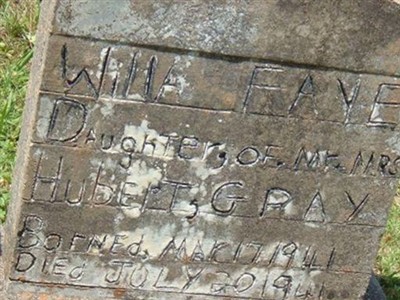 Willa FAYE
Daughter, OF. MR. MRS
Hubert, GRAY
BORNED, MAR 17, 1941
DIED JULY 20 1941